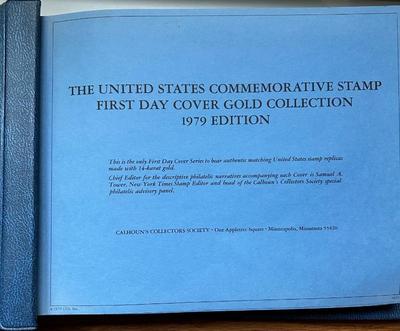 THE UNITED STATES COMMEMORATIVE STAMP
FIRST DAY COVER GOLD COLLECTION
1979 EDITION
This is the only First Day Cover Series to bear authentic matching United States stamp replicas
made with 14-karat gold.
Chief Editor for the descriptive philatelic narratives accompanying each Cover is Samuel A.
Tower, New York Times Stamp Editor and head of the Calhoun's Collectors Society special
philatelic advisory panel.
CALHOUN'S COLLECTORS SOCIETY • One Appletree Square • Minneapolis, Minnesota 55420
© 1979 CCS, Inc.